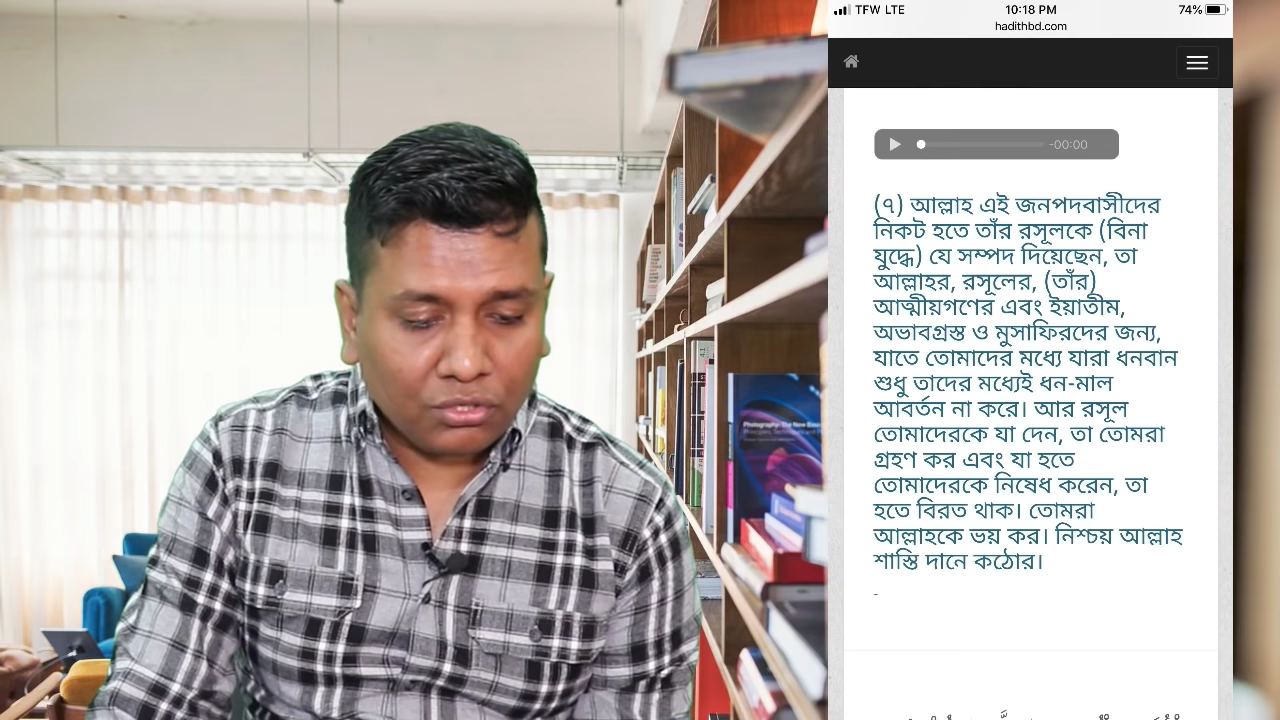 TFW LTE 10:18 PM 74%
hadithbd.com
-00:00
(৭) আল্লাহ এই জনপদবাসীদের
নিকট হতে তাঁর রসূলকে (বিনা
যুদ্ধে) যে সম্পদ দিয়েছেন, তা
আল্লাহর, রসূলের, (তাঁর)
আত্মীয়গণের এবং ইয়াতীম,
অভাবগ্রস্ত ও মুসাফিরদের জন্য,
যাতে তোমাদের মধ্যে যারা ধনবান
শুধু তাদের মধ্যেই ধন-মাল
আবর্তন না করে। আর রসূল
তোমাদেরকে যা দেন, তা তোমরা
গ্রহণ কর এবং যা হতে
তোমাদেরকে নিষেধ করেন, তা
হতে বিরত থাক। তোমরা
আল্লাহকে ভয় কর। নিশ্চয় আল্লাহ
শাস্তি দানে কঠোর।
-
Photography: The New